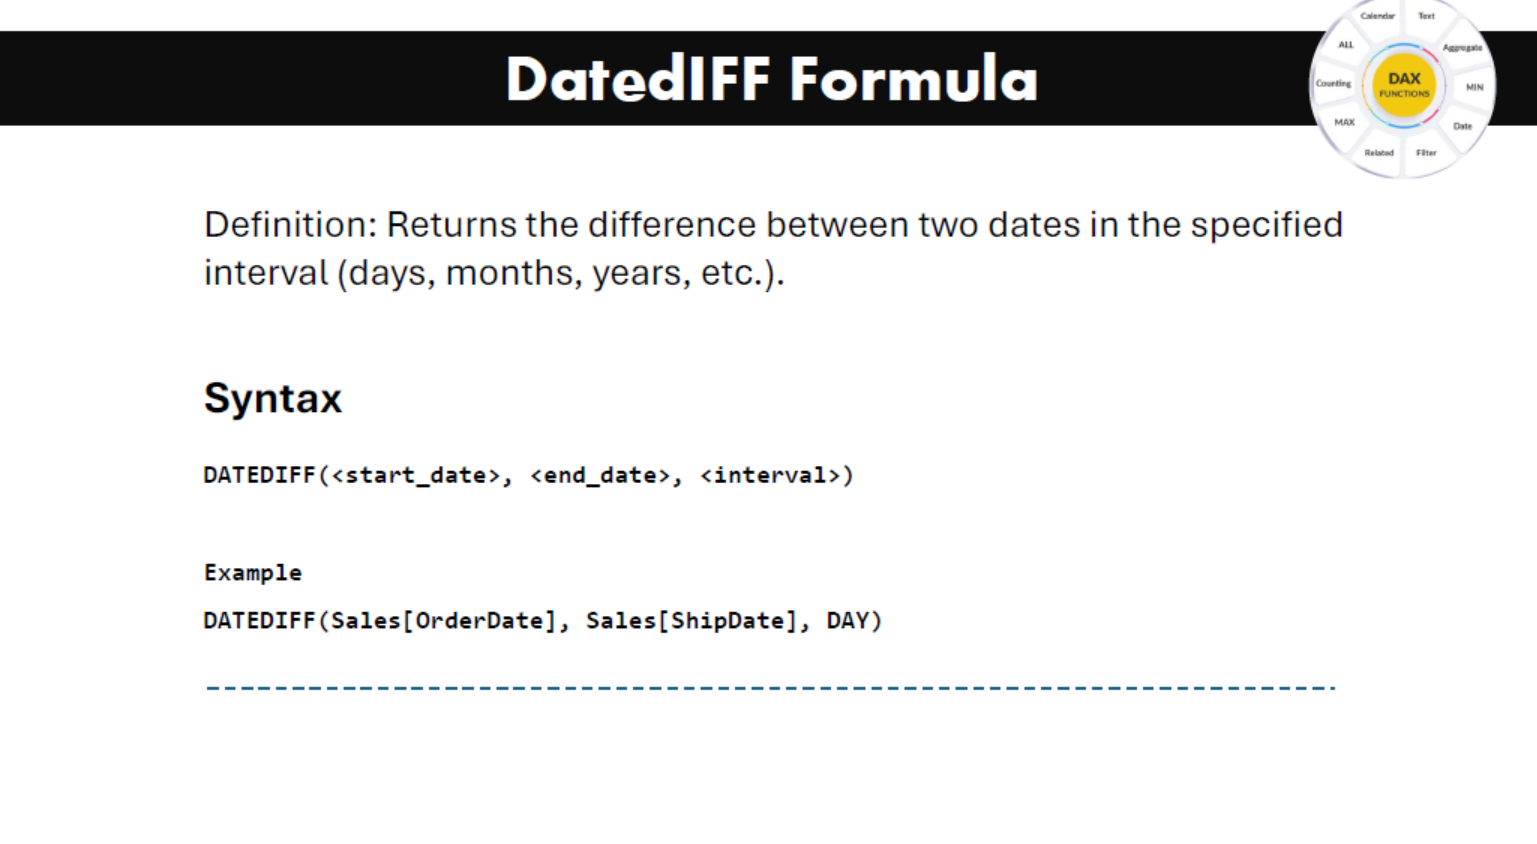 DatedIFF Formula
Calendar
Text
ALL
Aggregate
Counting
DAX
FUNCTIONS
MIN
MAX
Date
Related
Filter
Definition: Returns the difference between two dates in the specified
interval (days, months, years, etc.).
Syntax
DATEDIFF(<start_date>, <end_date>, <interval>)
Example
DATEDIFF(Sales[OrderDate], Sales[ShipDate], DAY)